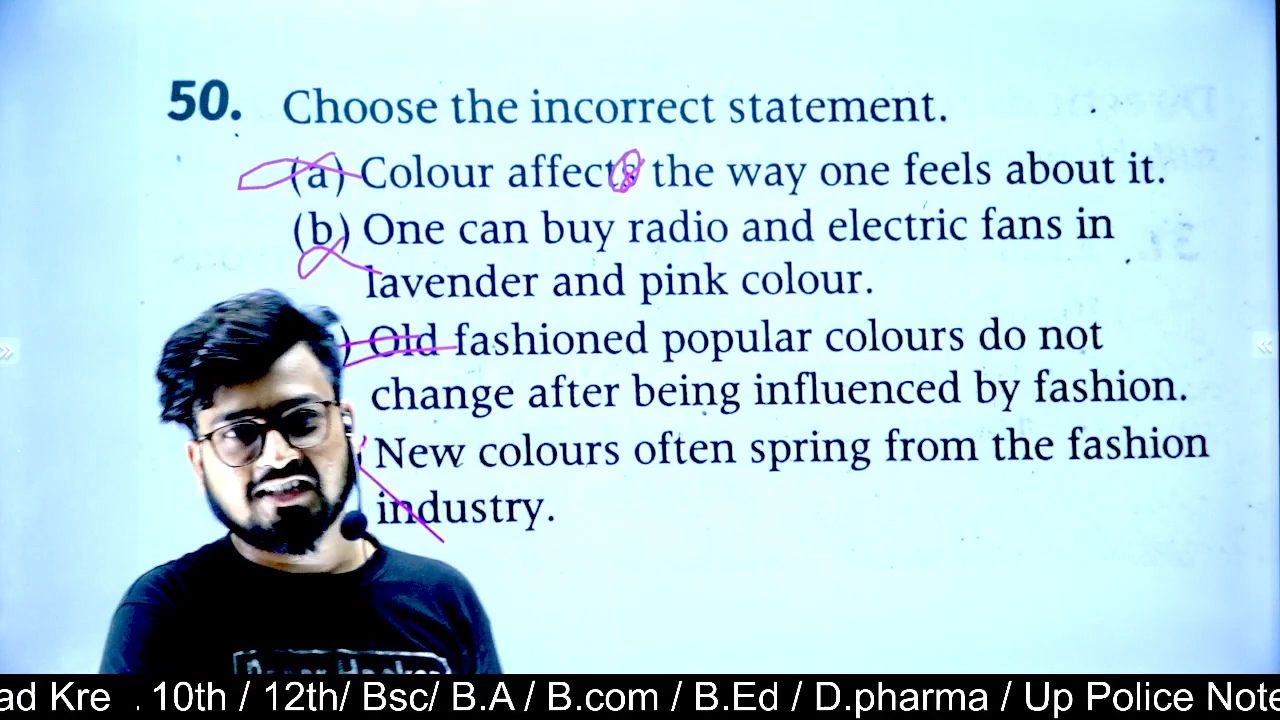 50. Choose the incorrect statement.
(a) Colour affects the way one feels about it.
(b) One can buy radio and electric fans in
lavender and pink colour.
) Old fashioned popular colours do not
change after being influenced by fashion.
New colours often spring from the fashion
industry.
ad Kre . 10th / 12th/ Bsc/ B.A / B.com / B.Ed / D.pharma / Up Police Note